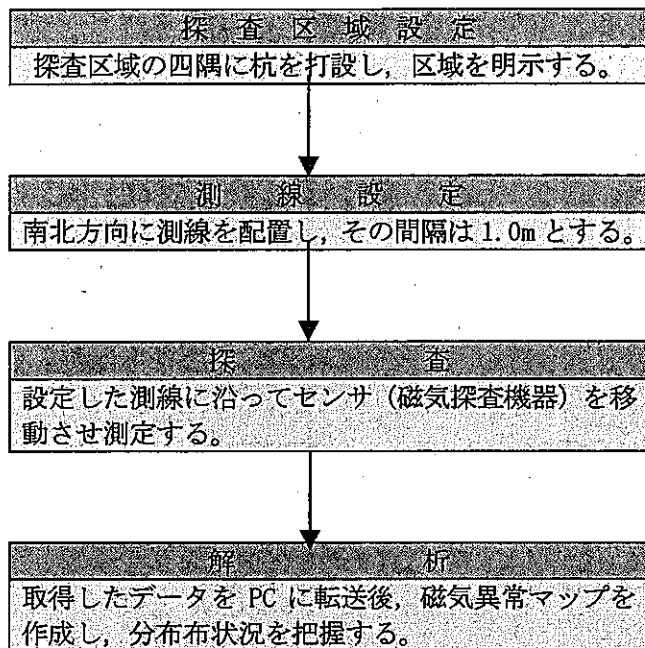 探査区域設定
探査区域の四隅に杭を打設し，区域を明示する。
測線設定
南北方向に測線を配置し，その間隔は1.0mとする。
探査
設定した測線に沿ってセンサ（磁気探査機器）を移
動させ測定する。
解析
取得したデータを PC に転送後，磁気異常マップを
作成し，分布布状況を把握する。